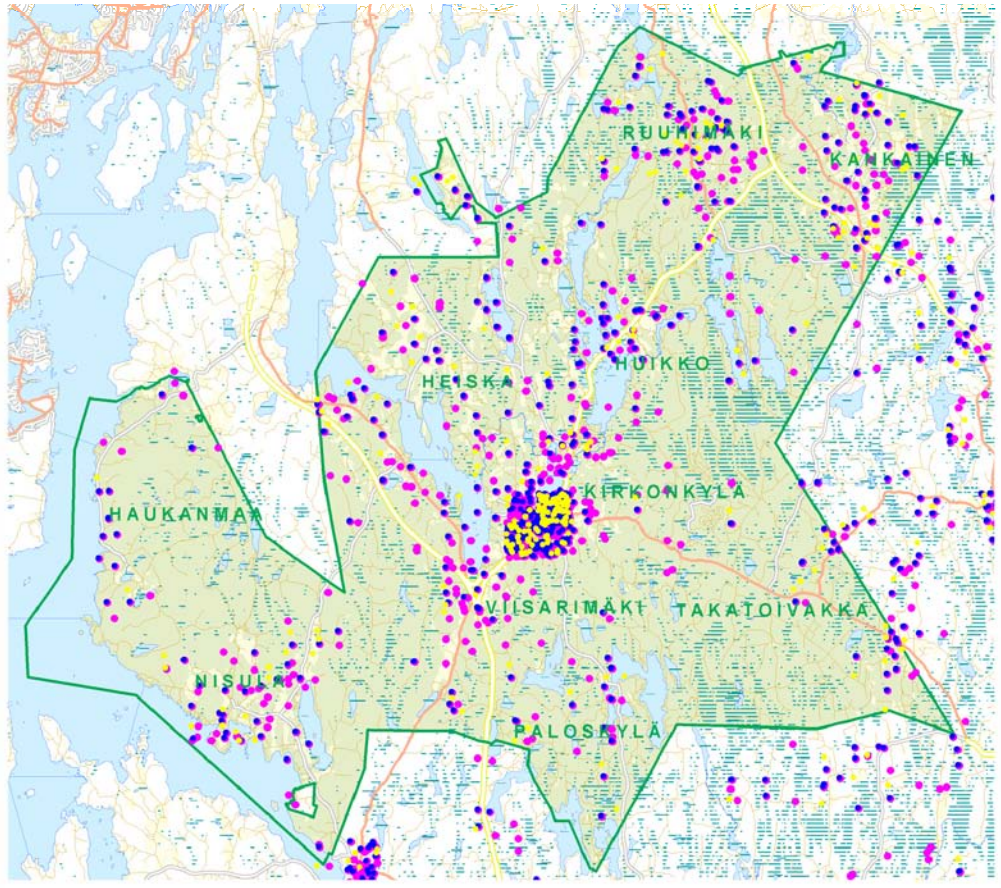 RUUHIMÄKI
KANKAINEN
HUIKKO
HEISKA
KIRKONKYLÄ
HAUKANMAA
VIISARIMÄKI
TAKATOIVAKKA
NISULA
PALOSKYLÄ